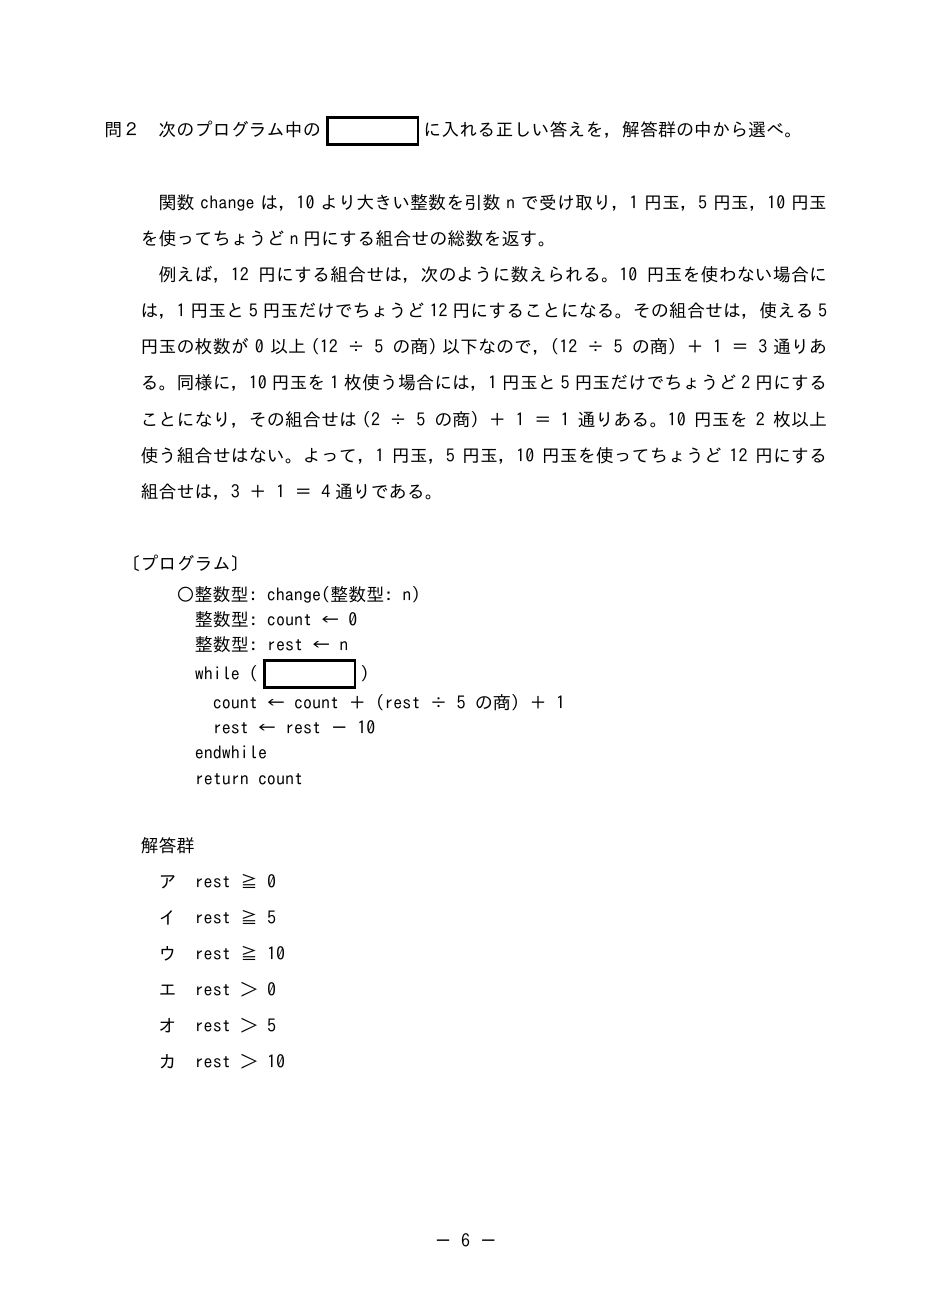 問2 次のプログラム中の に入れる正しい答えを，解答群の中から選べ。
関数 change は，10 より大きい整数を引数 n で受け取り，1 円玉，5 円玉，10 円玉
を使ってちょうど n 円にする組合せの総数を返す。
例えば，12 円にする組合せは，次のように数えられる。10 円玉を使わない場合に
は，1 円玉と 5 円玉だけでちょうど 12 円にすることになる。その組合せは，使える 5
円玉の枚数が 0 以上 (12 ÷ 5 の商) 以下なので，(12 ÷ 5 の商) ＋ 1 ＝ 3 通りあ
る。同様に，10 円玉を 1 枚使う場合には，1 円玉と 5 円玉だけでちょうど 2 円にする
ことになり，その組合せは (2 ÷ 5 の商) ＋ 1 ＝ 1 通りある。10 円玉を 2 枚以上
使う組合せはない。よって，1 円玉，5 円玉，10 円玉を使ってちょうど 12 円にする
組合せは，3 ＋ 1 ＝ 4 通りである。
〔プログラム〕
○整数型: change(整数型: n)
整数型: count ← 0
整数型: rest ← n
while ( )
count ← count ＋ (rest ÷ 5 の商) ＋ 1
rest ← rest － 10
endwhile
return count
解答群
ア rest ≧ 0
イ rest ≧ 5
ウ rest ≧ 10
エ rest ＞ 0
オ rest ＞ 5
カ rest ＞ 10
－ 6 －